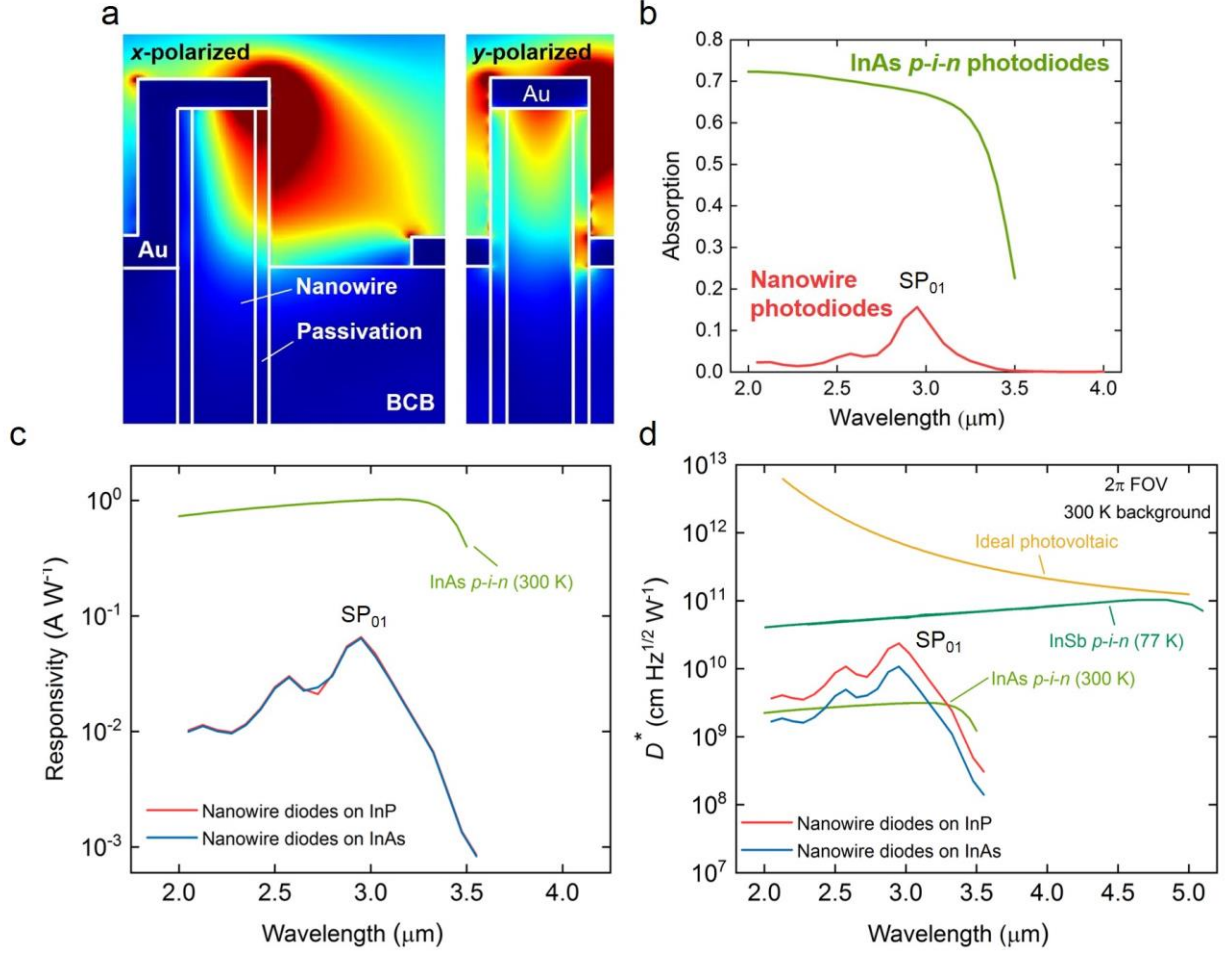 a
x-polarized
y-polarized
Au
Au
Nanowire
Passivation
BCB
b
0.8
0.7
0.6
0.5
0.4
0.3
0.2
0.1
0.0
Absorption
InAs p-i-n photodiodes
SP01
Nanowire
photodiodes
2.0 2.5 3.0 3.5 4.0
Wavelength (μm)
c
10^0
10^-1
10^-2
10^-3
Responsivity (A W^-1)
InAs p-i-n (300 K)
SP01
Nanowire diodes on InP
Nanowire diodes on InAs
2.0 2.5 3.0 3.5 4.0
Wavelength (μm)
d
10^13
10^12
10^11
10^10
10^9
10^8
10^7
D* (cm Hz^1/2 W^-1)
2π FOV
300 K background
Ideal photovoltaic
InSb p-i-n (77 K)
SP01
InAs p-i-n (300 K)
Nanowire diodes on InP
Nanowire diodes on InAs
2.0 2.5 3.0 3.5 4.0 4.5 5.0
Wavelength (μm)